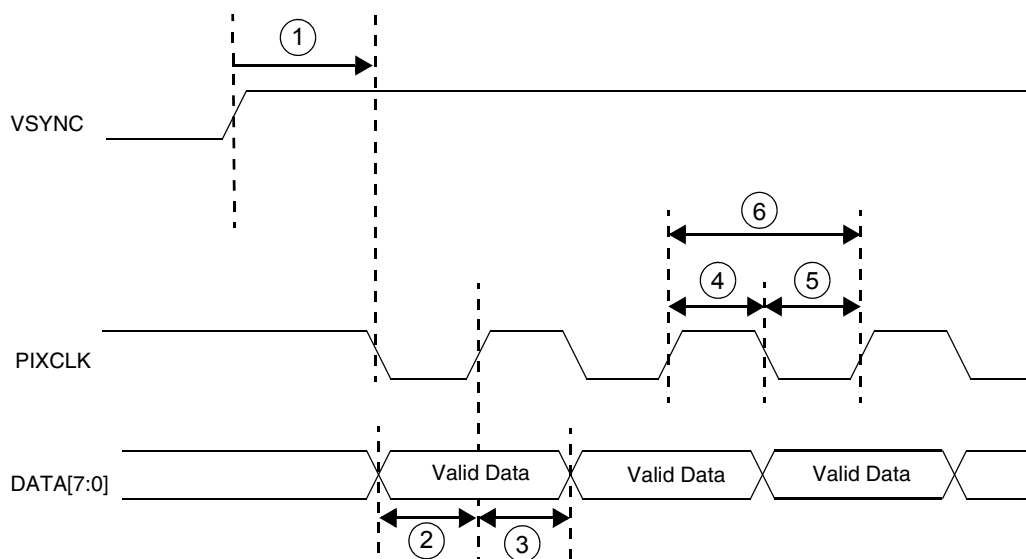 1
VSYNC
6
4 5
PIXCLK
DATA[7:0] Valid Data Valid Data Valid Data
2 3